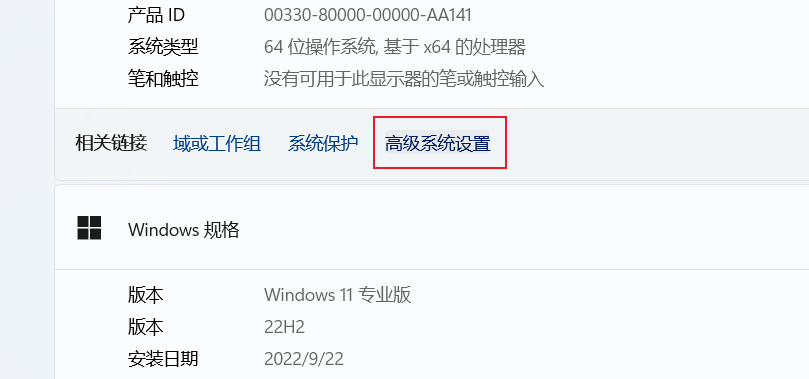 产品 ID 00330-80000-00000-AA141
系统类型 64 位操作系统, 基于 x64 的处理器
笔和触控 没有可用于此显示器的笔或触控输入
相关链接 域或工作组 系统保护 高级系统设置
Windows 规格
版本 Windows 11 专业版
版本 22H2
安装日期 2022/9/22